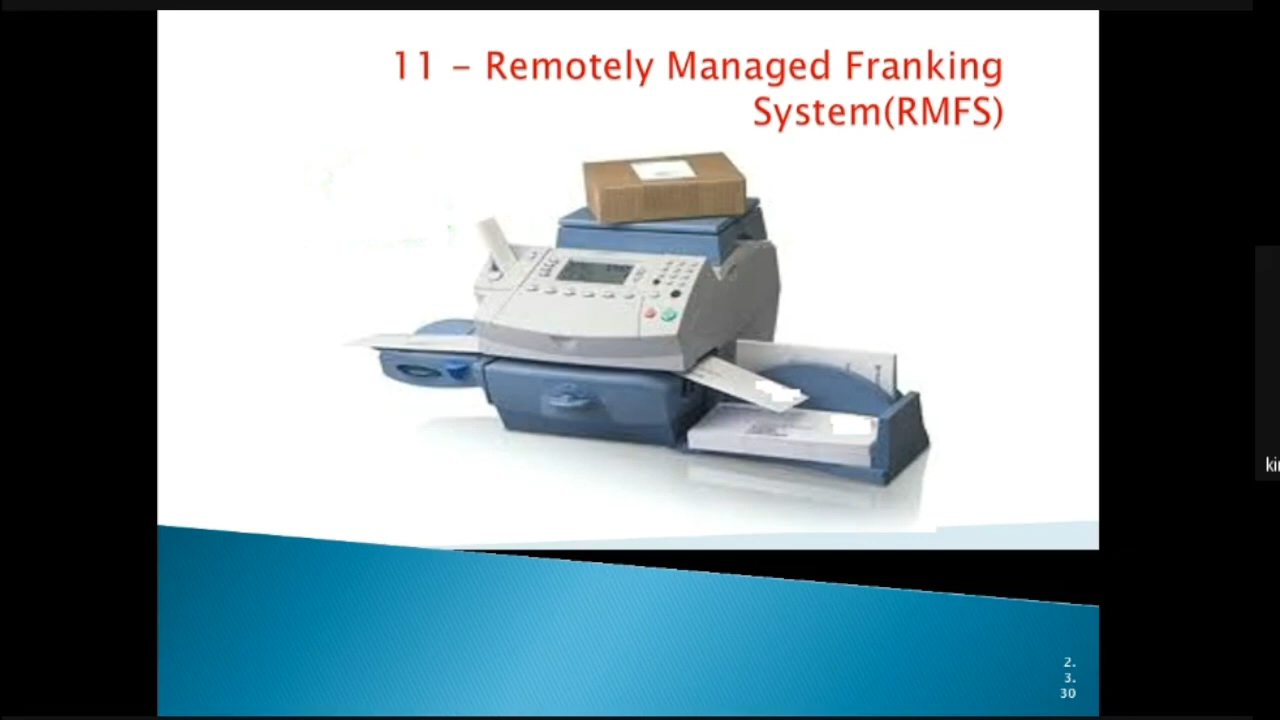 11 – Remotely Managed Franking
System(RMFS)
2.
3.
30